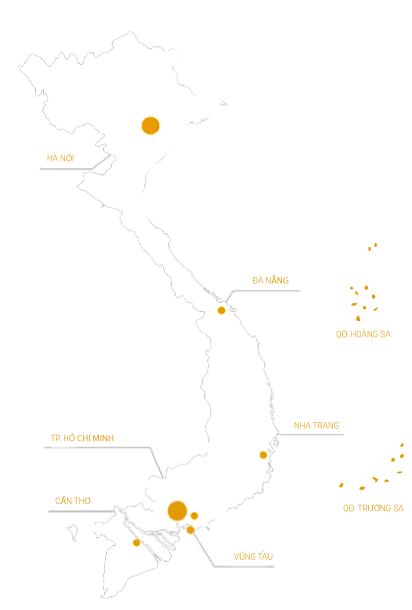 HÀ NỘI
ĐÀ NẴNG
QĐ. HOÀNG SA
NHA TRANG
TP. HỒ CHÍ MINH
CẦN THƠ
QĐ. TRƯỜNG SA
VŨNG TÀU